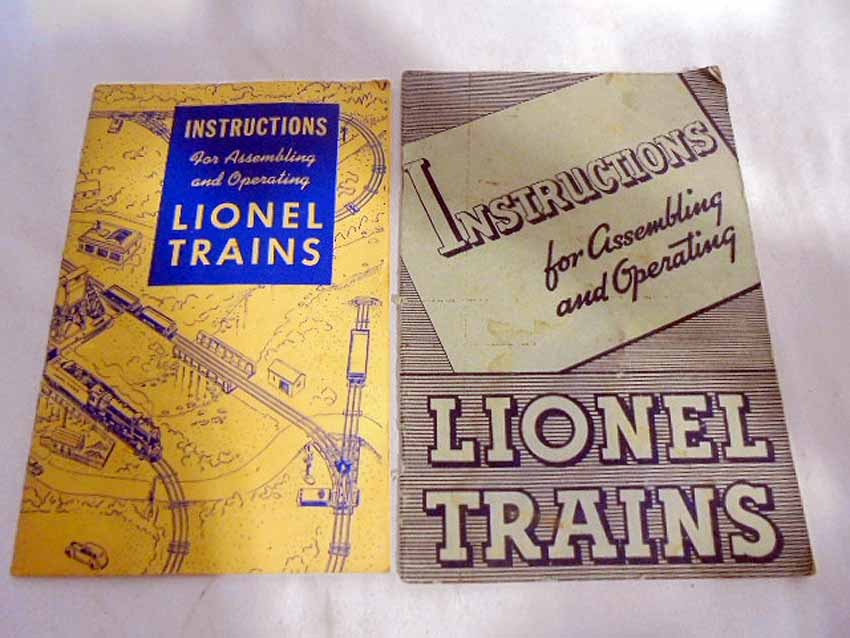 INSTRUCTIONS
For Assembling
and Operating
LIONEL
TRAINS
INSTRUCTIONS
for Assembling
and Operating
LIONEL
TRAINS